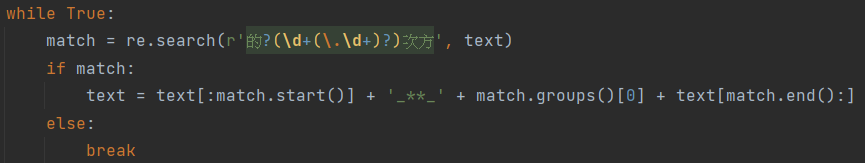 while True:
    match = re.search(r'的?(\d+(\.\d+)?)次方', text)
    if match:
        text = text[:match.start()] + '_**_' + match.groups()[0] + text[match.end():]
    else:
        break